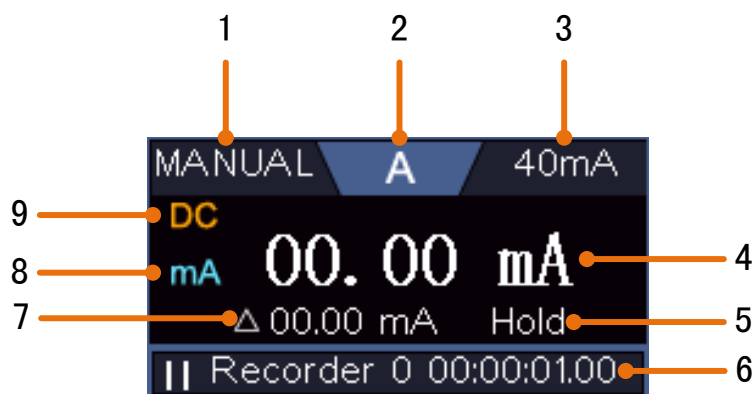 1 2 3
MANUAL A 40mA
9 DC
8 mA 00.00 mA 4
7 △ 00.00 mA Hold 5
|| Recorder 0 00:00:01.00 6